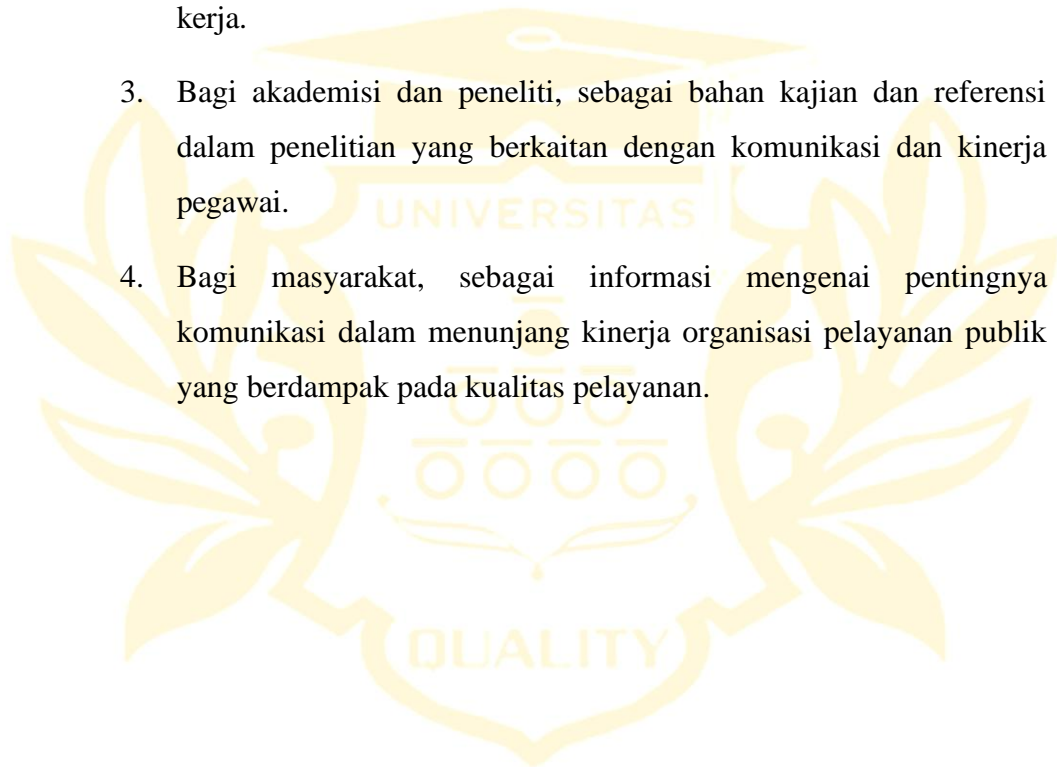 kerja.
3. Bagi akademisi dan peneliti, sebagai bahan kajian dan referensi
dalam penelitian yang berkaitan dengan komunikasi dan kinerja
pegawai.
UNIVERSITAS
4. Bagi masyarakat, sebagai informasi mengenai pentingnya
komunikasi dalam menunjang kinerja organisasi pelayanan publik
yang berdampak pada kualitas pelayanan.
QUALITY